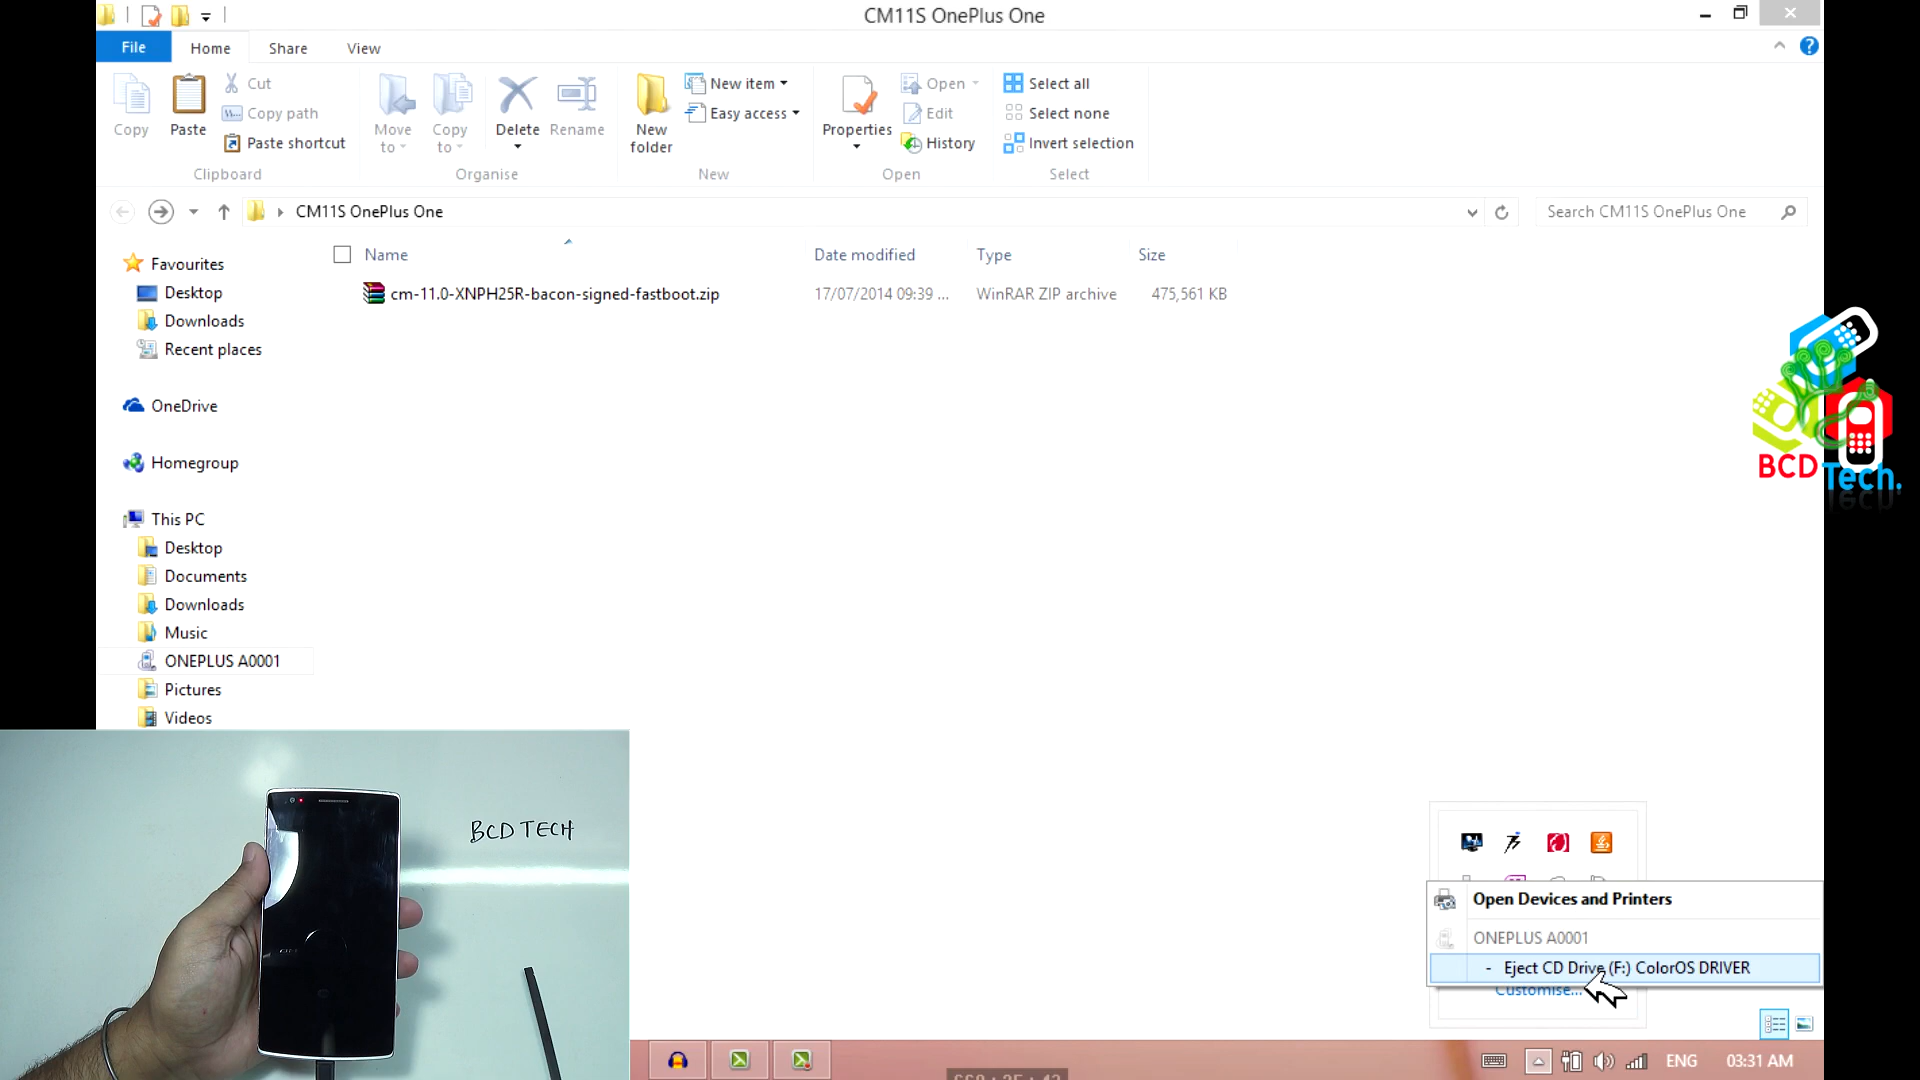 CM11S OnePlus One
File
Home
Share
View
Copy
Paste
Cut
Copy path
Paste shortcut
Clipboard
Move to
Copy to
Delete
Rename
Organise
New folder
New item
Easy access
New
Properties
Open
Edit
History
Open
Select all
Select none
Invert selection
Select
CM11S OnePlus One
Search CM11S OnePlus One
Name
Date modified
Type
Size
cm-11.0-XNPH25R-bacon-signed-fastboot.zip
17/07/2014 09:39 ...
WinRAR ZIP archive
475,561 KB
Favourites
Desktop
Downloads
Recent places
OneDrive
Homegroup
This PC
Desktop
Documents
Downloads
Music
ONEPLUS A0001
Pictures
Videos
BCD Tech.
BCD TECH
Open Devices and Printers
ONEPLUS A0001
- Eject CD Drive (F:) ColorOS DRIVER
Customise...
ENG
03:31 AM